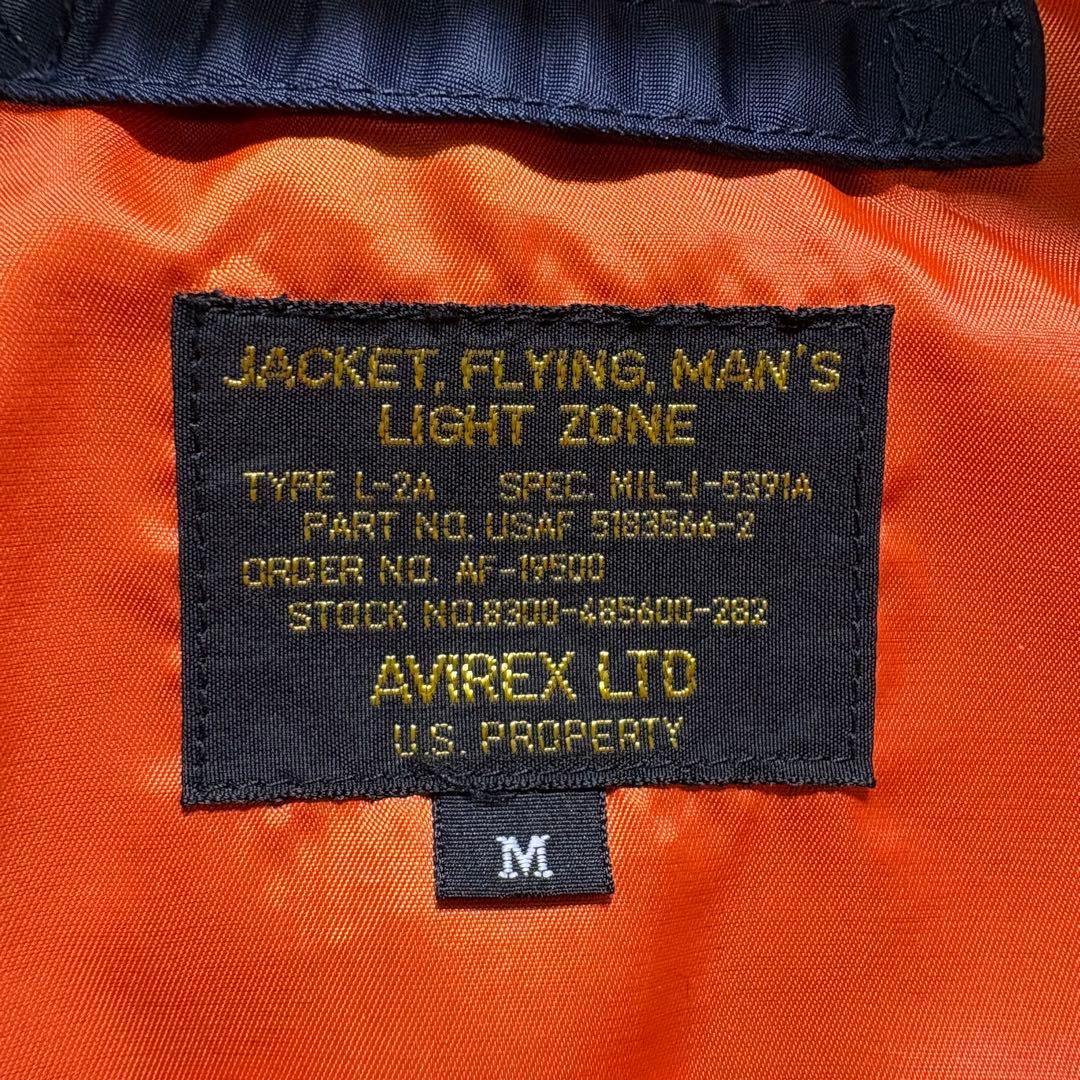 JACKET, FLYING, MAN'S
LIGHT ZONE
TYPE L-2A SPEC. MIL-J-5391A
PART NO. USAF 5183566-2
ORDER NO. AF-19500
STOCK NO.8300-485600-282
AVIREX LTD
U.S. PROPERTY
M